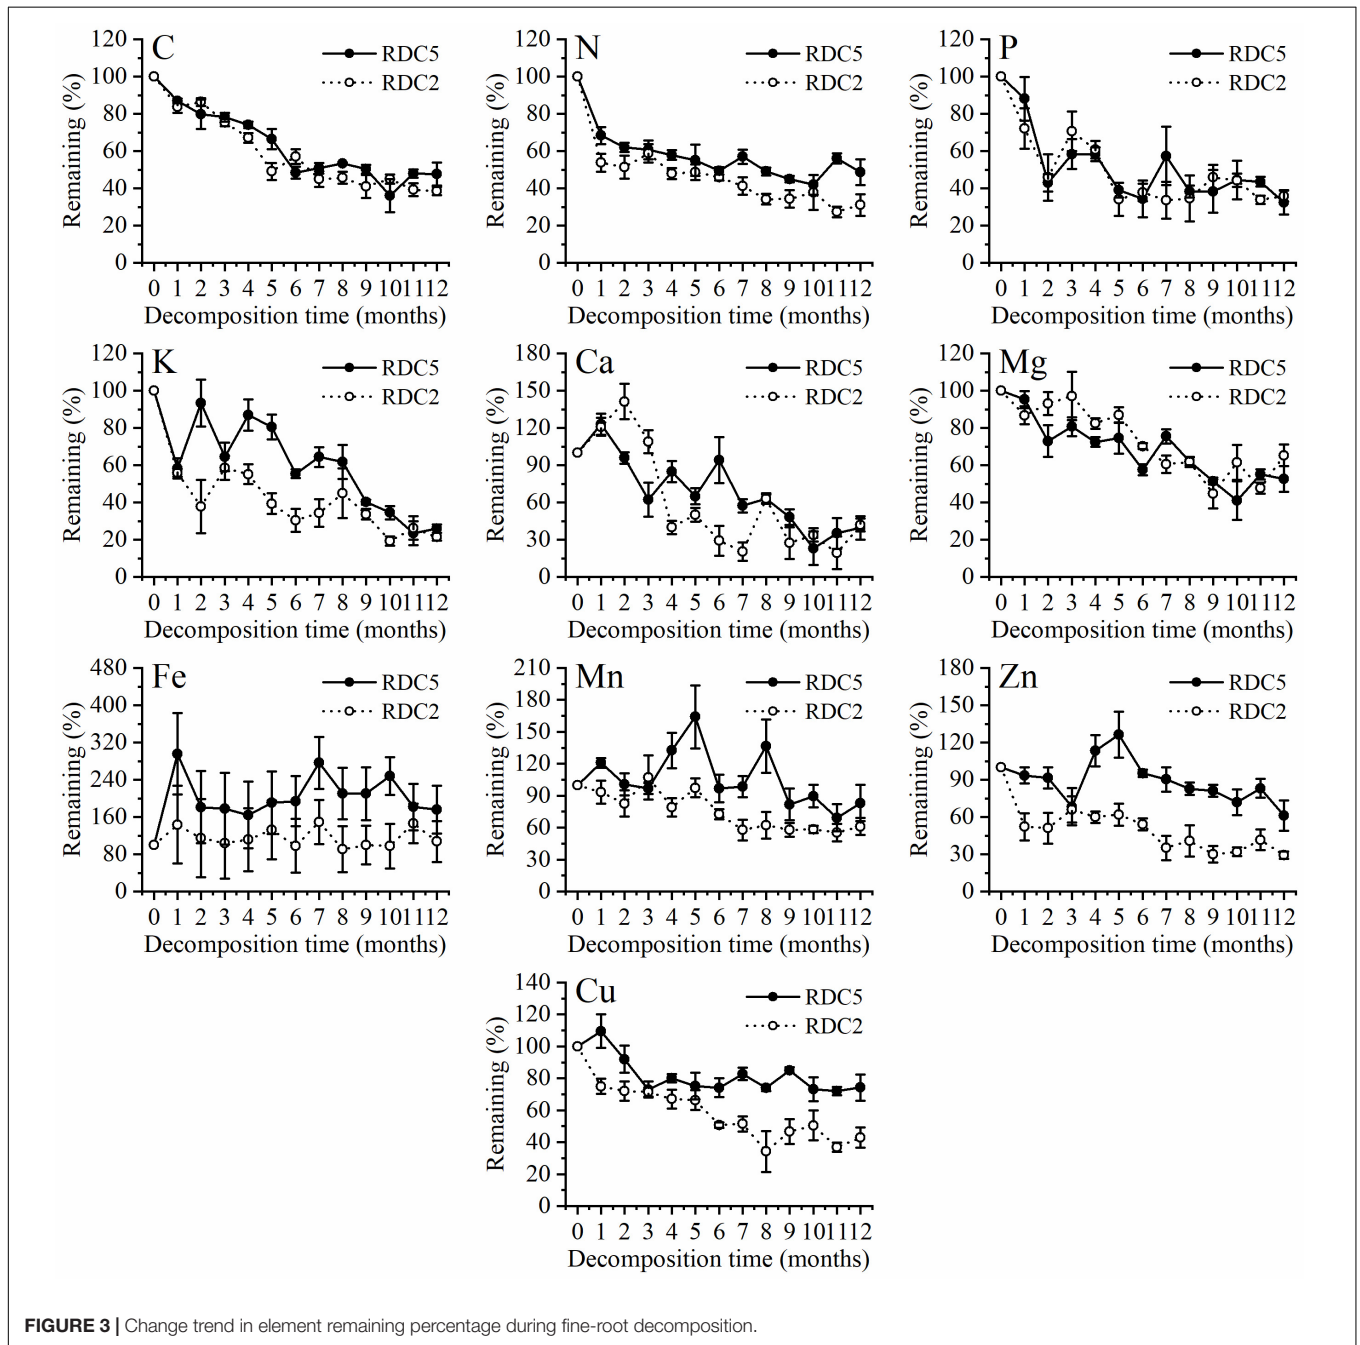 C
RDC5
RDC2
120
100
80
60
40
20
0
Remaining (%)
0 1 2 3 4 5 6 7 8 9 10 11 12
Decomposition time (months)
N
RDC5
RDC2
120
100
80
60
40
20
0
Remaining (%)
0 1 2 3 4 5 6 7 8 9 10 11 12
Decomposition time (months)
P
RDC5
RDC2
120
100
80
60
40
20
0
Remaining (%)
0 1 2 3 4 5 6 7 8 9 10 11 12
Decomposition time (months)
K
RDC5
RDC2
120
100
80
60
40
20
0
Remaining (%)
0 1 2 3 4 5 6 7 8 9 10 11 12
Decomposition time (months)
Ca
RDC5
RDC2
180
150
120
90
60
30
0
Remaining (%)
0 1 2 3 4 5 6 7 8 9 10 11 12
Decomposition time (months)
Mg
RDC5
RDC2
120
100
80
60
40
20
0
Remaining (%)
0 1 2 3 4 5 6 7 8 9 10 11 12
Decomposition time (months)
Fe
RDC5
RDC2
480
400
320
240
160
80
0
Remaining (%)
0 1 2 3 4 5 6 7 8 9 10 11 12
Decomposition time (months)
Mn
RDC5
RDC2
210
180
150
120
90
60
30
0
Remaining (%)
0 1 2 3 4 5 6 7 8 9 10 11 12
Decomposition time (months)
Zn
RDC5
RDC2
180
150
120
90
60
30
0
Remaining (%)
0 1 2 3 4 5 6 7 8 9 10 11 12
Decomposition time (months)
Cu
RDC5
RDC2
140
120
100
80
60
40
20
0
Remaining (%)
0 1 2 3 4 5 6 7 8 9 10 11 12
Decomposition time (months)
FIGURE 3 | Change trend in element remaining percentage during fine-root decomposition.